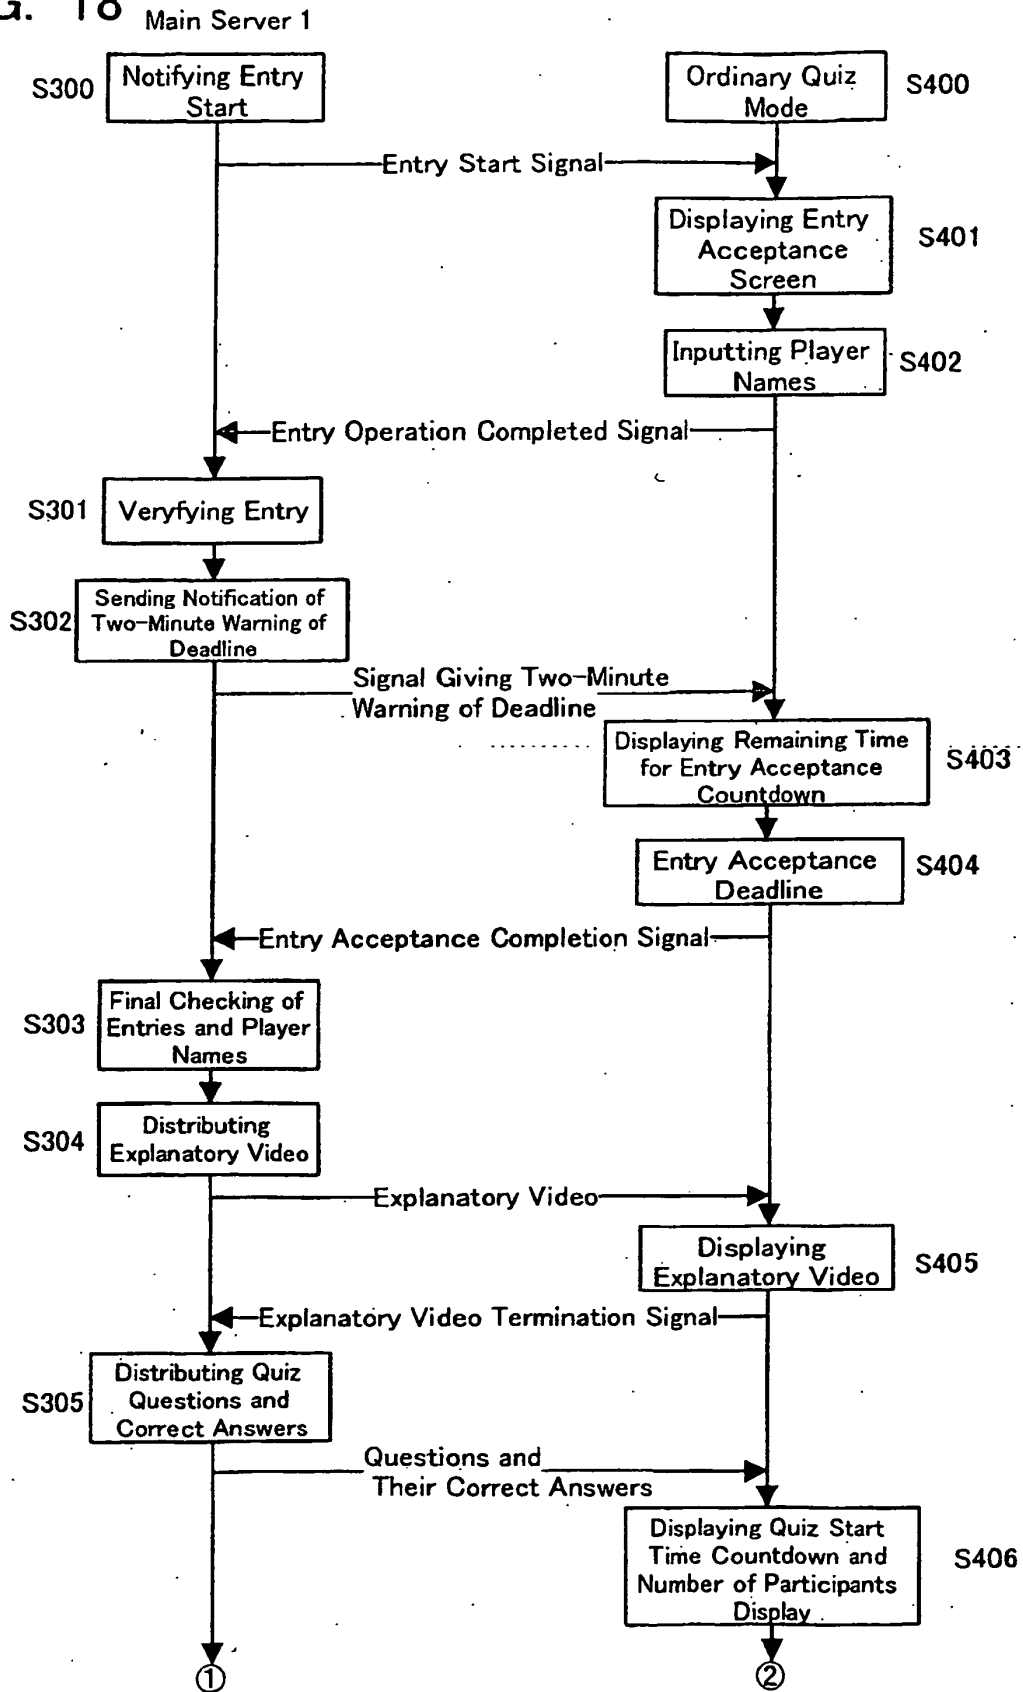 G. 18
Main Server 1
S300
Notifying Entry
Start
Ordinary Quiz
Mode
S400
Entry Start Signal
Displaying Entry
Acceptance
Screen
S401
Inputting Player
Names
S402
Entry Operation Completed Signal
S301
Veryfying Entry
S302
Sending Notification of
Two-Minute Warning of
Deadline
Signal Giving Two-Minute
Warning of Deadline
Displaying Remaining Time
for Entry Acceptance
Countdown
S403
Entry Acceptance
Deadline
S404
Entry Acceptance Completion Signal
S303
Final Checking of
Entries and Player
Names
S304
Distributing
Explanatory Video
Explanatory Video
Displaying
Explanatory Video
S405
Explanatory Video Termination Signal
S305
Distributing Quiz
Questions and
Correct Answers
Questions and
Their Correct Answers
Displaying Quiz Start
Time Countdown and
Number of Participants
Display
S406
①
②